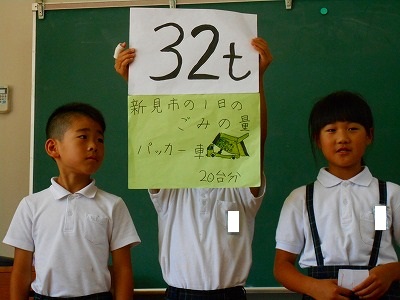 32t
新見市の1日の
ごみの量
パッカー車
20台分